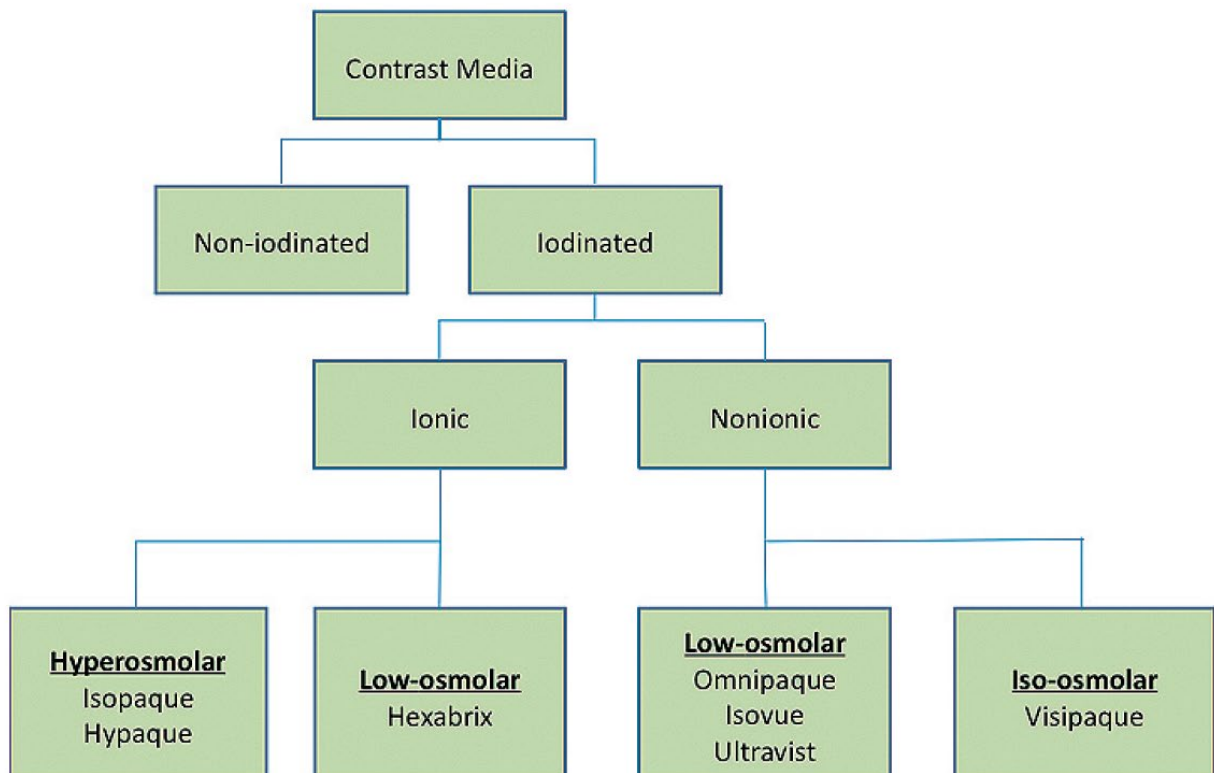 Contrast Media
Non-iodinated
Iodinated
Ionic
Nonionic
Hyperosmolar
Isopaque
Hypaque
Low-osmolar
Hexabrix
Low-osmolar
Omnipaque
Isovue
Ultravist
Iso-osmolar
Visipaque